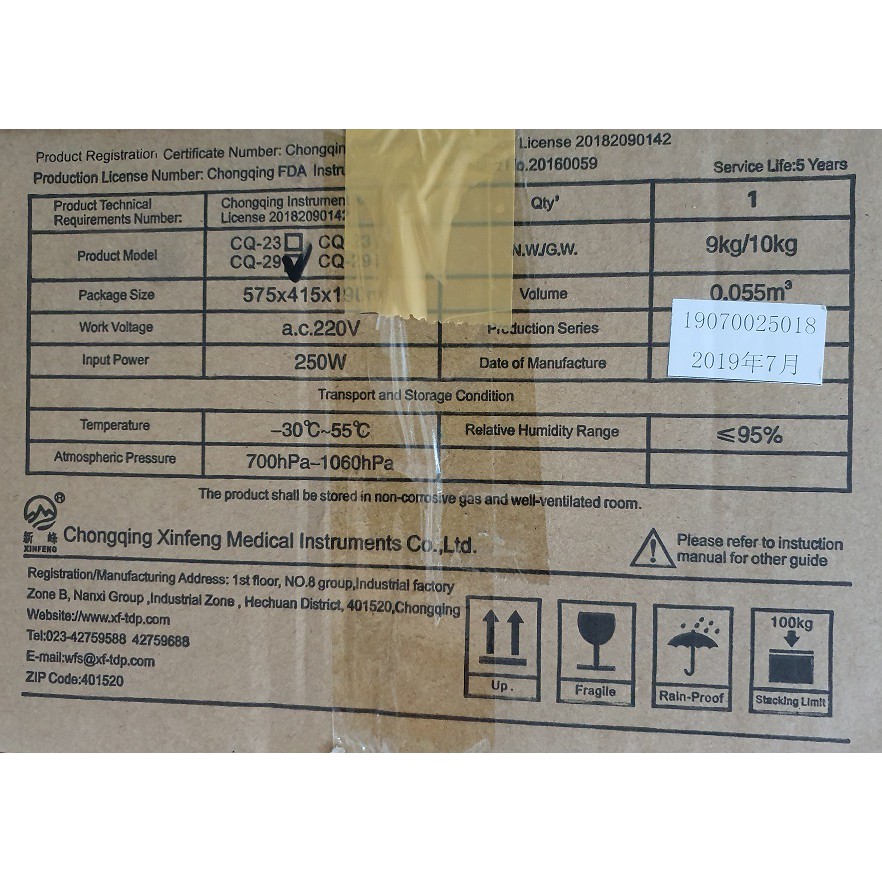 Product Registration Certificate Number: Chongqin License 20182090142
Production License Number: Chongqing FDA Instr No.20160059 Service Life:5 Years
Product Technical Requirements Number: Chongqing Instrument License 20182090142 Qty' 1
Product Model CQ-23 CQ N.W./G.W. 9kg/10kg
CQ-29 CQ-29
Package Size 575x415x190 Volume 0.055m³
Work Voltage a.c.220V Production Series 19070025018
Input Power 250W Date of Manufacture 2019年7月
Transport and Storage Condition
Temperature –30℃~55℃ Relative Humidity Range ≤95%
Atmospheric Pressure 700hPa–1060hPa
The product shall be stored in non-corrosive gas and well-ventilated room.
®
新峰
XINFENG
Chongqing Xinfeng Medical Instruments Co.,Ltd.
Please refer to instuction
manual for other guide
Registration/Manufacturing Address: 1st floor, NO.8 group,Industrial factory
Zone B, Nanxi Group ,Industrial Zone , Hechuan District, 401520,Chongqing
Website://www.xf-tdp.com
Tel:023-42759588 42759688
E-mail:wfs@xf-tdp.com
ZIP Code:401520
Up .
Fragile
Rain-Proof
100kg
Stacking Limit